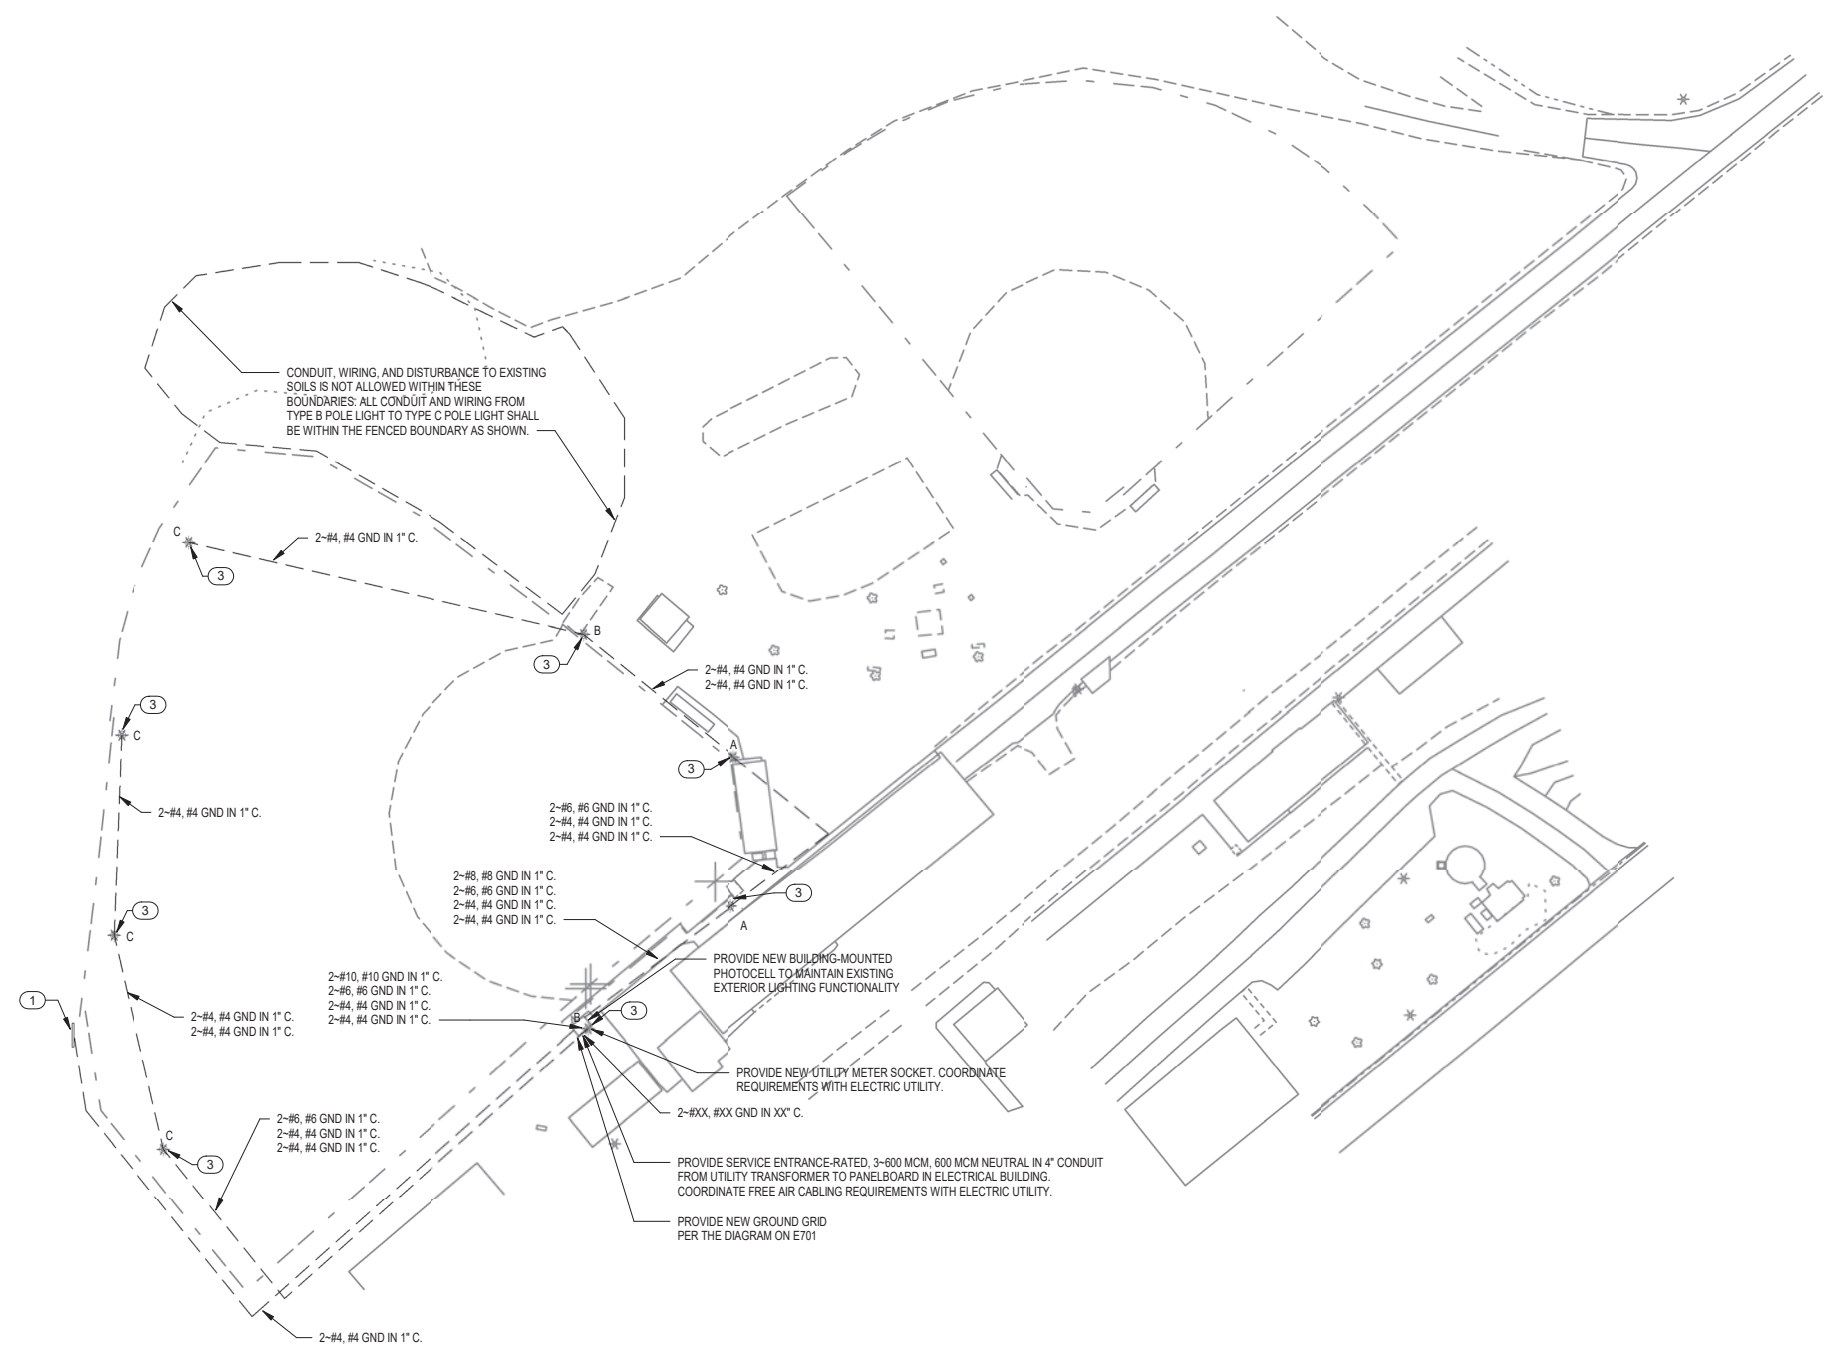 CONDUIT, WIRING, AND DISTURBANCE TO EXISTING
SOILS IS NOT ALLOWED WITHIN THESE
BOUNDARIES. ALL CONDUIT AND WIRING FROM
TYPE B POLE LIGHT TO TYPE C POLE LIGHT SHALL
BE WITHIN THE FENCED BOUNDARY AS SHOWN.
C
2~#4, #4 GND IN 1" C.
3
B
3
2~#4, #4 GND IN 1" C.
2~#4, #4 GND IN 1" C.
3
C
A
3
2~#4, #4 GND IN 1" C.
2~#6, #6 GND IN 1" C.
2~#4, #4 GND IN 1" C.
2~#4, #4 GND IN 1" C.
2~#8, #8 GND IN 1" C.
2~#6, #6 GND IN 1" C.
2~#4, #4 GND IN 1" C.
2~#4, #4 GND IN 1" C.
3
A
3
C
PROVIDE NEW BUILDING-MOUNTED
PHOTOCELL TO MAINTAIN EXISTING
EXTERIOR LIGHTING FUNCTIONALITY
2~#10, #10 GND IN 1" C.
2~#6, #6 GND IN 1" C.
2~#4, #4 GND IN 1" C.
2~#4, #4 GND IN 1" C.
1
B
3
2~#4, #4 GND IN 1" C.
2~#4, #4 GND IN 1" C.
PROVIDE NEW UTILITY METER SOCKET. COORDINATE
REQUIREMENTS WITH ELECTRIC UTILITY.
2~#XX, #XX GND IN XX" C.
2~#6, #6 GND IN 1" C.
2~#4, #4 GND IN 1" C.
2~#4, #4 GND IN 1" C.
C
3
PROVIDE SERVICE ENTRANCE-RATED, 3~600 MCM, 600 MCM NEUTRAL IN 4" CONDUIT
FROM UTILITY TRANSFORMER TO PANELBOARD IN ELECTRICAL BUILDING.
COORDINATE FREE AIR CABLING REQUIREMENTS WITH ELECTRIC UTILITY.
PROVIDE NEW GROUND GRID
PER THE DIAGRAM ON E701
2~#4, #4 GND IN 1" C.